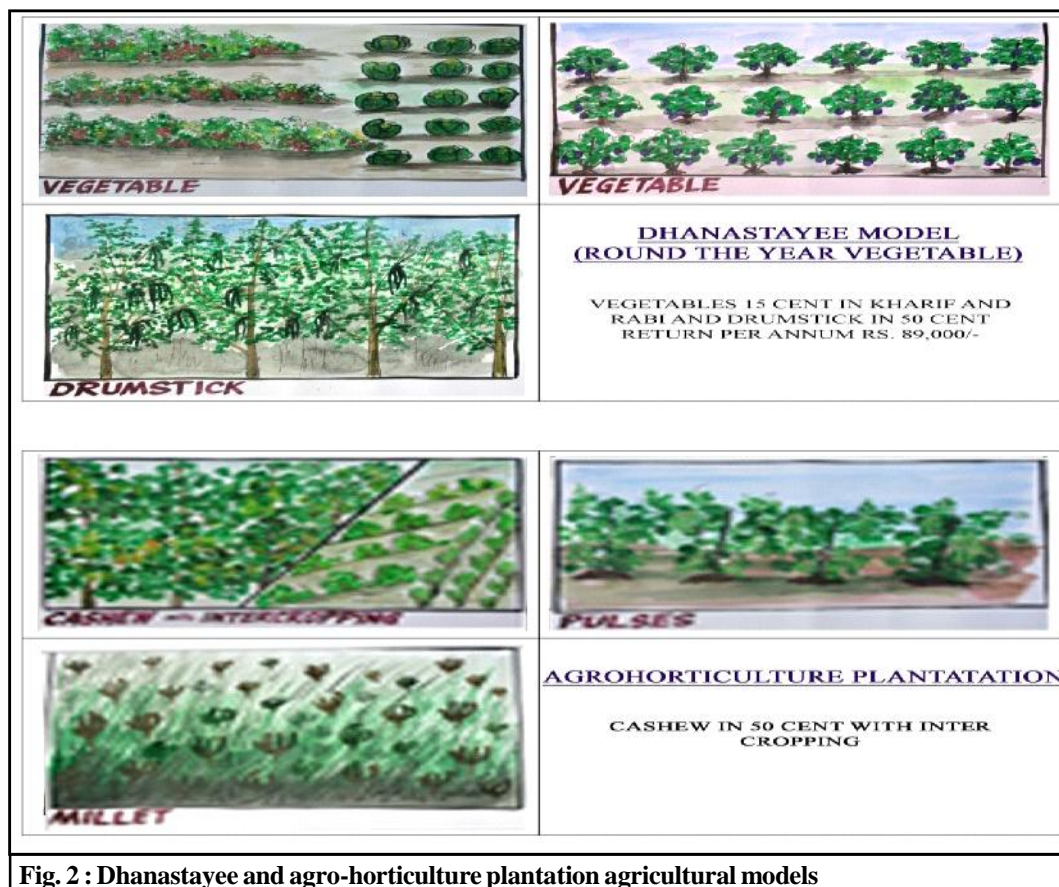 VEGETABLE
VEGETABLE
DRUMSTICK
DHANASTAYEE MODEL
(ROUND THE YEAR VEGETABLE)
VEGETABLES 15 CENT IN KHARIF AND
RABI AND DRUMSTICK IN 50 CENT
RETURN PER ANNUM RS. 89,000/-
CASHEW INTERCROPPING
PULSES
MILLET
AGROHORTICULTURE PLANTATATION
CASHEW IN 50 CENT WITH INTER
CROPPING
Fig. 2 : Dhanastayee and agro-horticulture plantation agricultural models